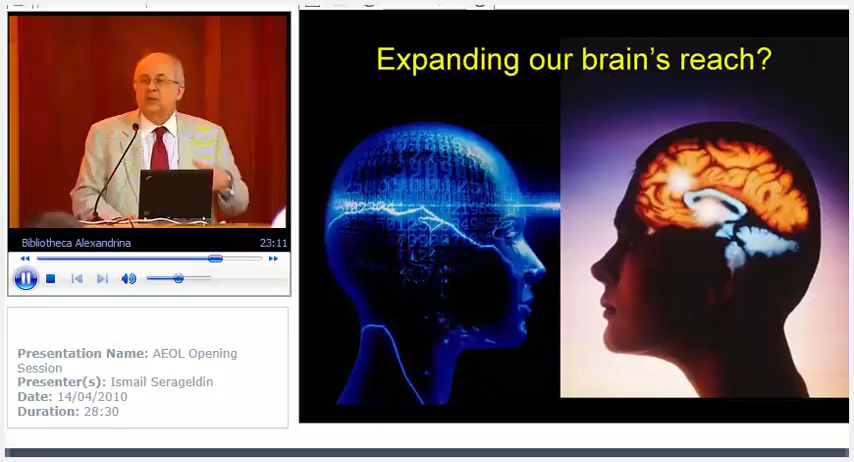 Expanding our brain's reach?
Bibliotheca Alexandrina
23:11
Presentation Name: AEOL Opening
Session
Presenter(s): Ismail Serageldin
Date: 14/04/2010
Duration: 28:30